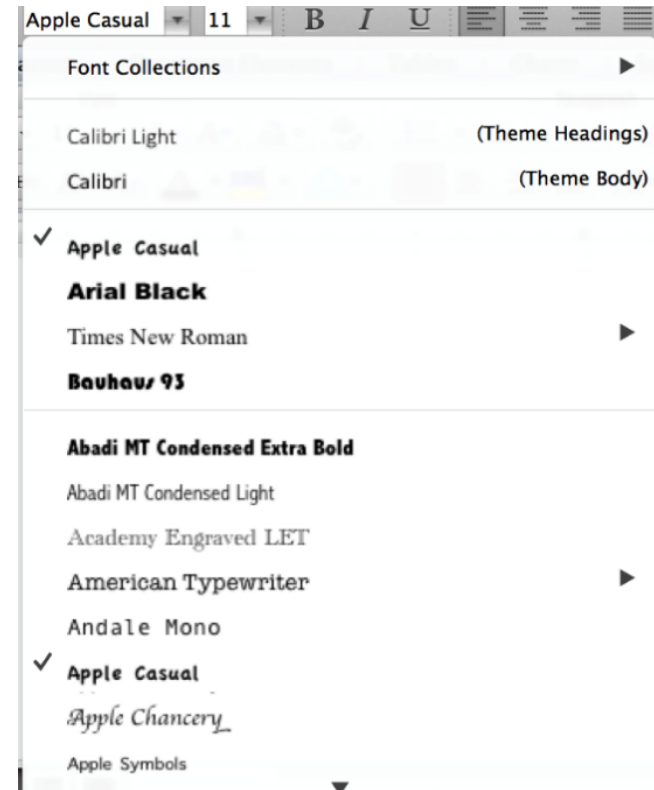 Apple Casual 11 B I U
Font Collections
Calibri Light (Theme Headings)
Calibri (Theme Body)
Apple Casual
Arial Black
Times New Roman
Bauhaus 93
Abadi MT Condensed Extra Bold
Abadi MT Condensed Light
Academy Engraved LET
American Typewriter
Andale Mono
Apple Casual
Apple Chancery
Apple Symbols